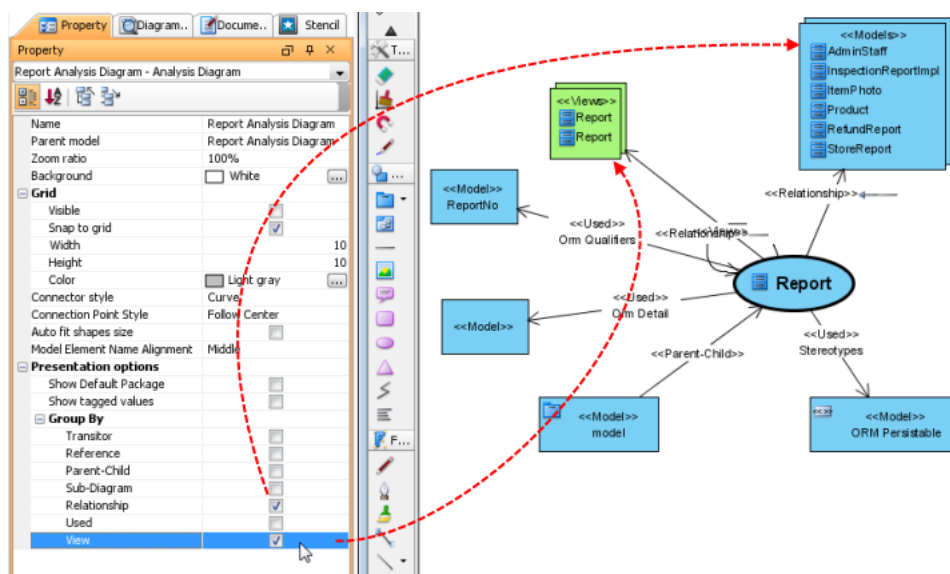 Property
Diagram..
Docume..
Stencil
Property
Report Analysis Diagram - Analysis Diagram
Name Report Analysis Diagram
Parent model Report Analysis Diagram
Zoom ratio 100%
Background White ...
Grid
Visible
Snap to grid
Width 10
Height 10
Color Light gray ...
Connector style Curve
Connection Point Style Follow Center
Auto fit shapes size
Model Element Name Alignment Middle
Presentation options
Show Default Package
Show tagged values
Group By
Transitor
Reference
Parent-Child
Sub-Diagram
Relationship
Used
View
T...
...
F...
<<Models>>
AdminStaff
InspectionReportImpl
ItemPhoto
Product
RefundReport
StoreReport
<<Views>>
Report
Report
<<Model>>
ReportNo
<<Relationship>>
<<Used>>
Orm Qualifiers
<<Relationship>>
<<View>>
Report
<<Used>>
Orm Detail
<<Model>>
<<Used>>
Stereotypes
<<Parent-Child>>
<<Model>>
model
<<Model>>
ORM Persistable